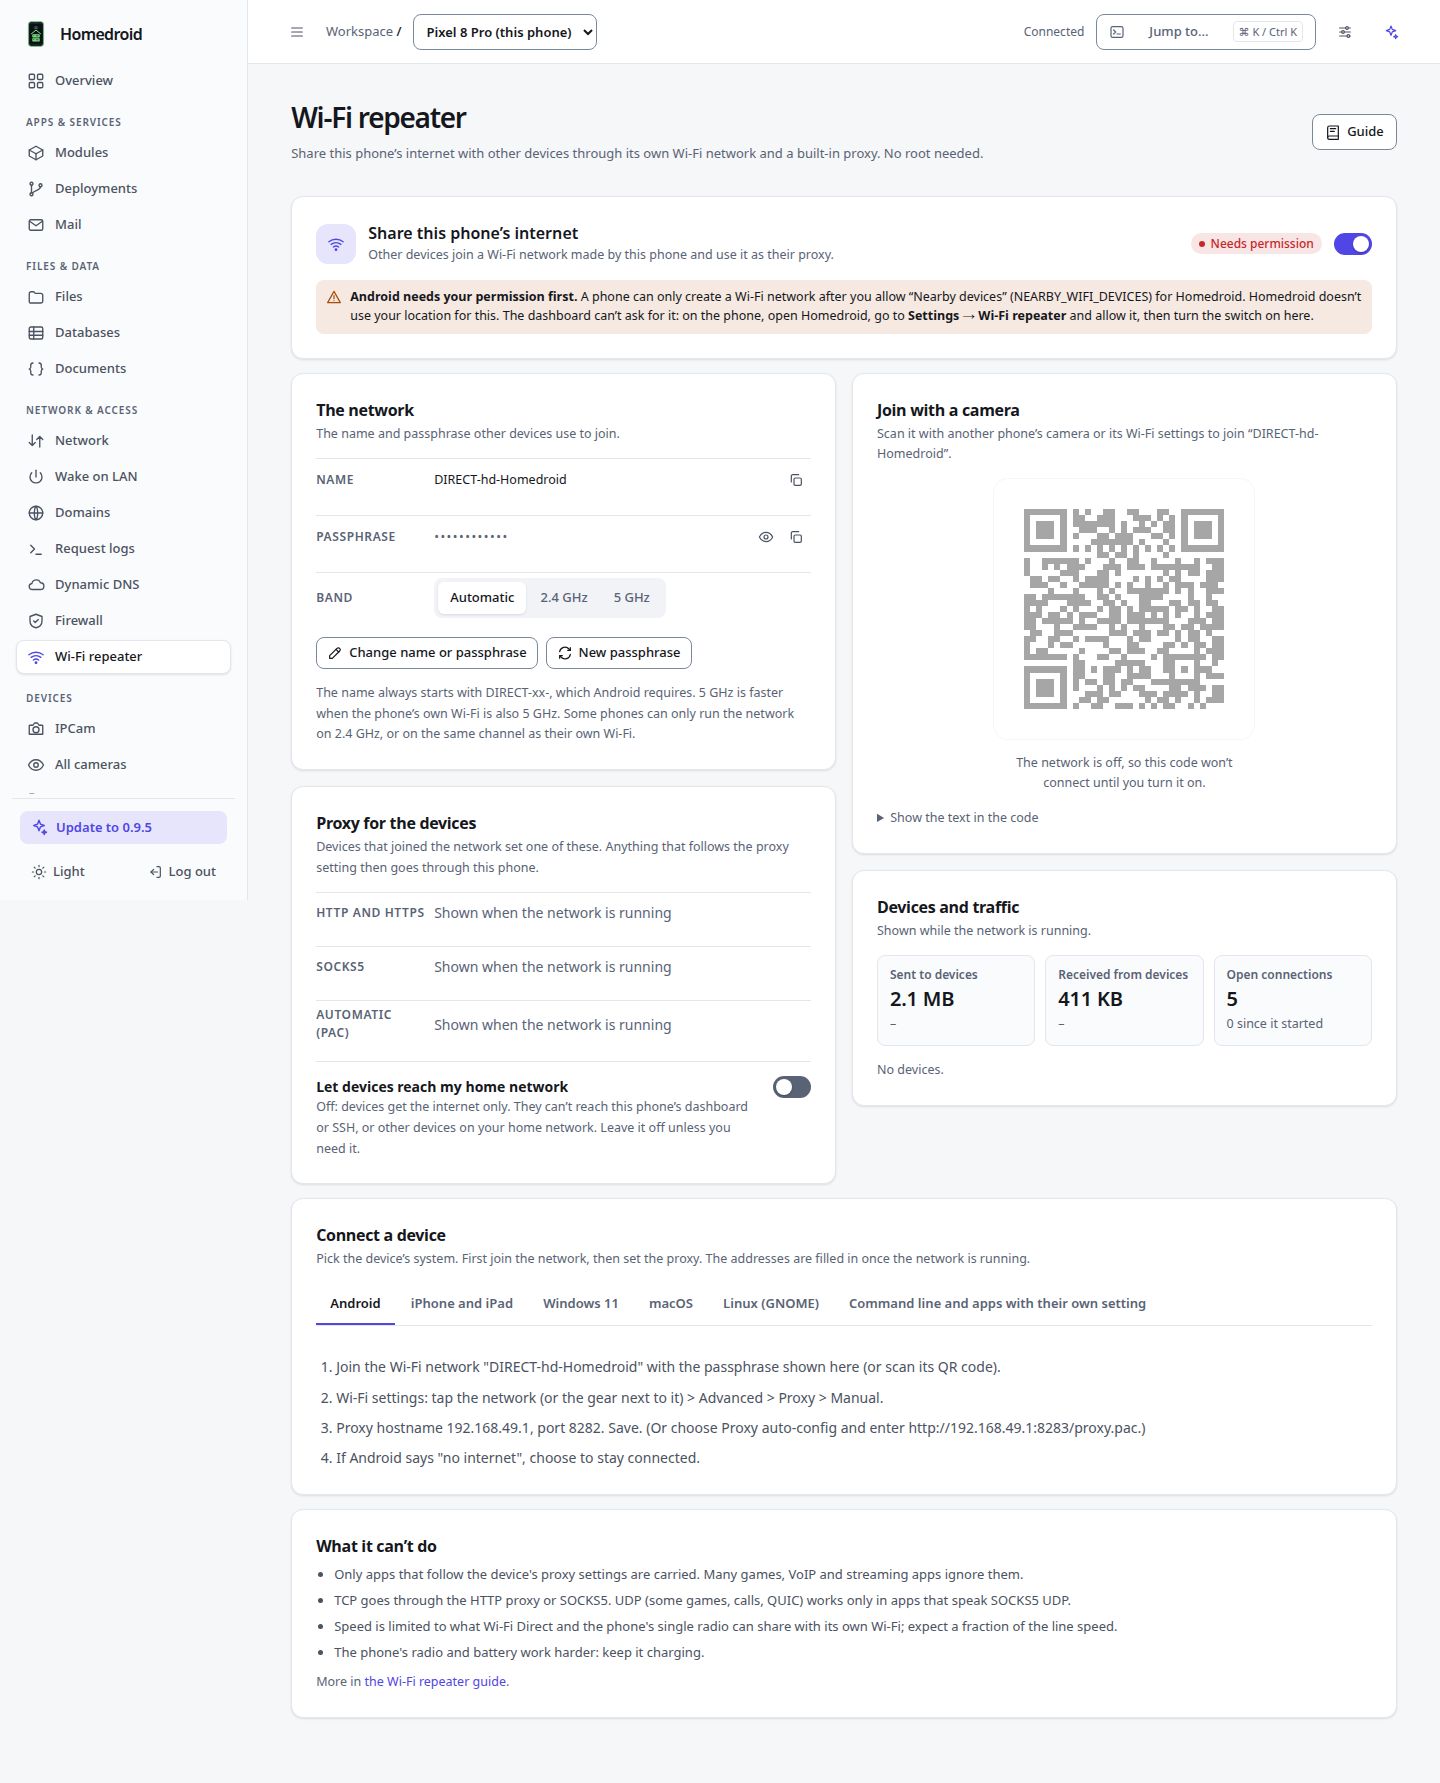 Homedroid
Workspace /
Pixel 8 Pro (this phone)
Connected
Jump to...
⌘ K / Ctrl K
Overview
APPS & SERVICES
Modules
Deployments
Mail
FILES & DATA
Files
Databases
Documents
NETWORK & ACCESS
Network
Wake on LAN
Domains
Request logs
Dynamic DNS
Firewall
Wi-Fi repeater
DEVICES
IPCam
All cameras
Update to 0.9.5
Light
Log out
Wi-Fi repeater
Share this phone’s internet with other devices through its own Wi-Fi network and a built-in proxy. No root needed.
Guide
Share this phone’s internet
Other devices join a Wi-Fi network made by this phone and use it as their proxy.
Needs permission
Android needs your permission first. A phone can only create a Wi-Fi network after you allow “Nearby devices” (NEARBY_WIFI_DEVICES) for Homedroid. Homedroid doesn’t
use your location for this. The dashboard can’t ask for it: on the phone, open Homedroid, go to Settings → Wi-Fi repeater and allow it, then turn the switch on here.
The network
The name and passphrase other devices use to join.
NAME
DIRECT-hd-Homedroid
PASSPHRASE
••••••••••••
BAND
Automatic
2.4 GHz
5 GHz
Change name or passphrase
New passphrase
The name always starts with DIRECT-xx-, which Android requires. 5 GHz is faster
when the phone’s own Wi-Fi is also 5 GHz. Some phones can only run the network
on 2.4 GHz, or on the same channel as their own Wi-Fi.
Join with a camera
Scan it with another phone’s camera or its Wi-Fi settings to join “DIRECT-hd-
Homedroid”.
The network is off, so this code won’t
connect until you turn it on.
Show the text in the code
Proxy for the devices
Devices that joined the network set one of these. Anything that follows the proxy
setting then goes through this phone.
HTTP AND HTTPS
Shown when the network is running
SOCKS5
Shown when the network is running
AUTOMATIC
(PAC)
Shown when the network is running
Let devices reach my home network
Off: devices get the internet only. They can’t reach this phone’s dashboard
or SSH, or other devices on your home network. Leave it off unless you
need it.
Devices and traffic
Shown while the network is running.
Sent to devices
2.1 MB
–
Received from devices
411 KB
–
Open connections
5
0 since it started
No devices.
Connect a device
Pick the device’s system. First join the network, then set the proxy. The addresses are filled in once the network is running.
Android
iPhone and iPad
Windows 11
macOS
Linux (GNOME)
Command line and apps with their own setting
1. Join the Wi-Fi network "DIRECT-hd-Homedroid" with the passphrase shown here (or scan its QR code).
2. Wi-Fi settings: tap the network (or the gear next to it) > Advanced > Proxy > Manual.
3. Proxy hostname 192.168.49.1, port 8282. Save. (Or choose Proxy auto-config and enter http://192.168.49.1:8283/proxy.pac.)
4. If Android says "no internet", choose to stay connected.
What it can’t do
• Only apps that follow the device's proxy settings are carried. Many games, VoIP and streaming apps ignore them.
• TCP goes through the HTTP proxy or SOCKS5. UDP (some games, calls, QUIC) works only in apps that speak SOCKS5 UDP.
• Speed is limited to what Wi-Fi Direct and the phone's single radio can share with its own Wi-Fi; expect a fraction of the line speed.
• The phone's radio and battery work harder: keep it charging.
More in the Wi-Fi repeater guide.